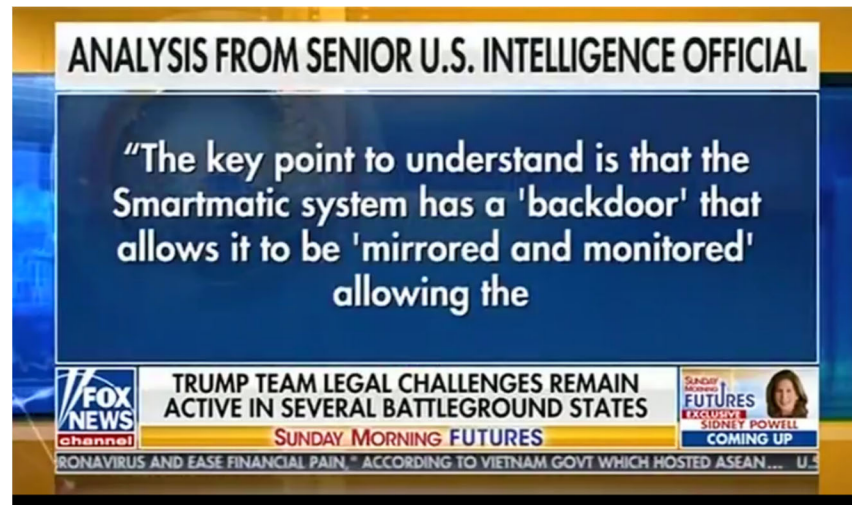 ANALYSIS FROM SENIOR U.S. INTELLIGENCE OFFICIAL
“The key point to understand is that the
Smartmatic system has a 'backdoor' that
allows it to be 'mirrored and monitored'
allowing the
FOX
NEWS
channel
TRUMP TEAM LEGAL CHALLENGES REMAIN
ACTIVE IN SEVERAL BATTLEGROUND STATES
SUNDAY MORNING FUTURES
SUNDAY
MORNING
FUTURES
EXCLUSIVE
SIDNEY POWELL
COMING UP
RONAVIRUS AND EASE FINANCIAL PAIN," ACCORDING TO VIETNAM GOVT WHICH HOSTED ASEAN... U.S